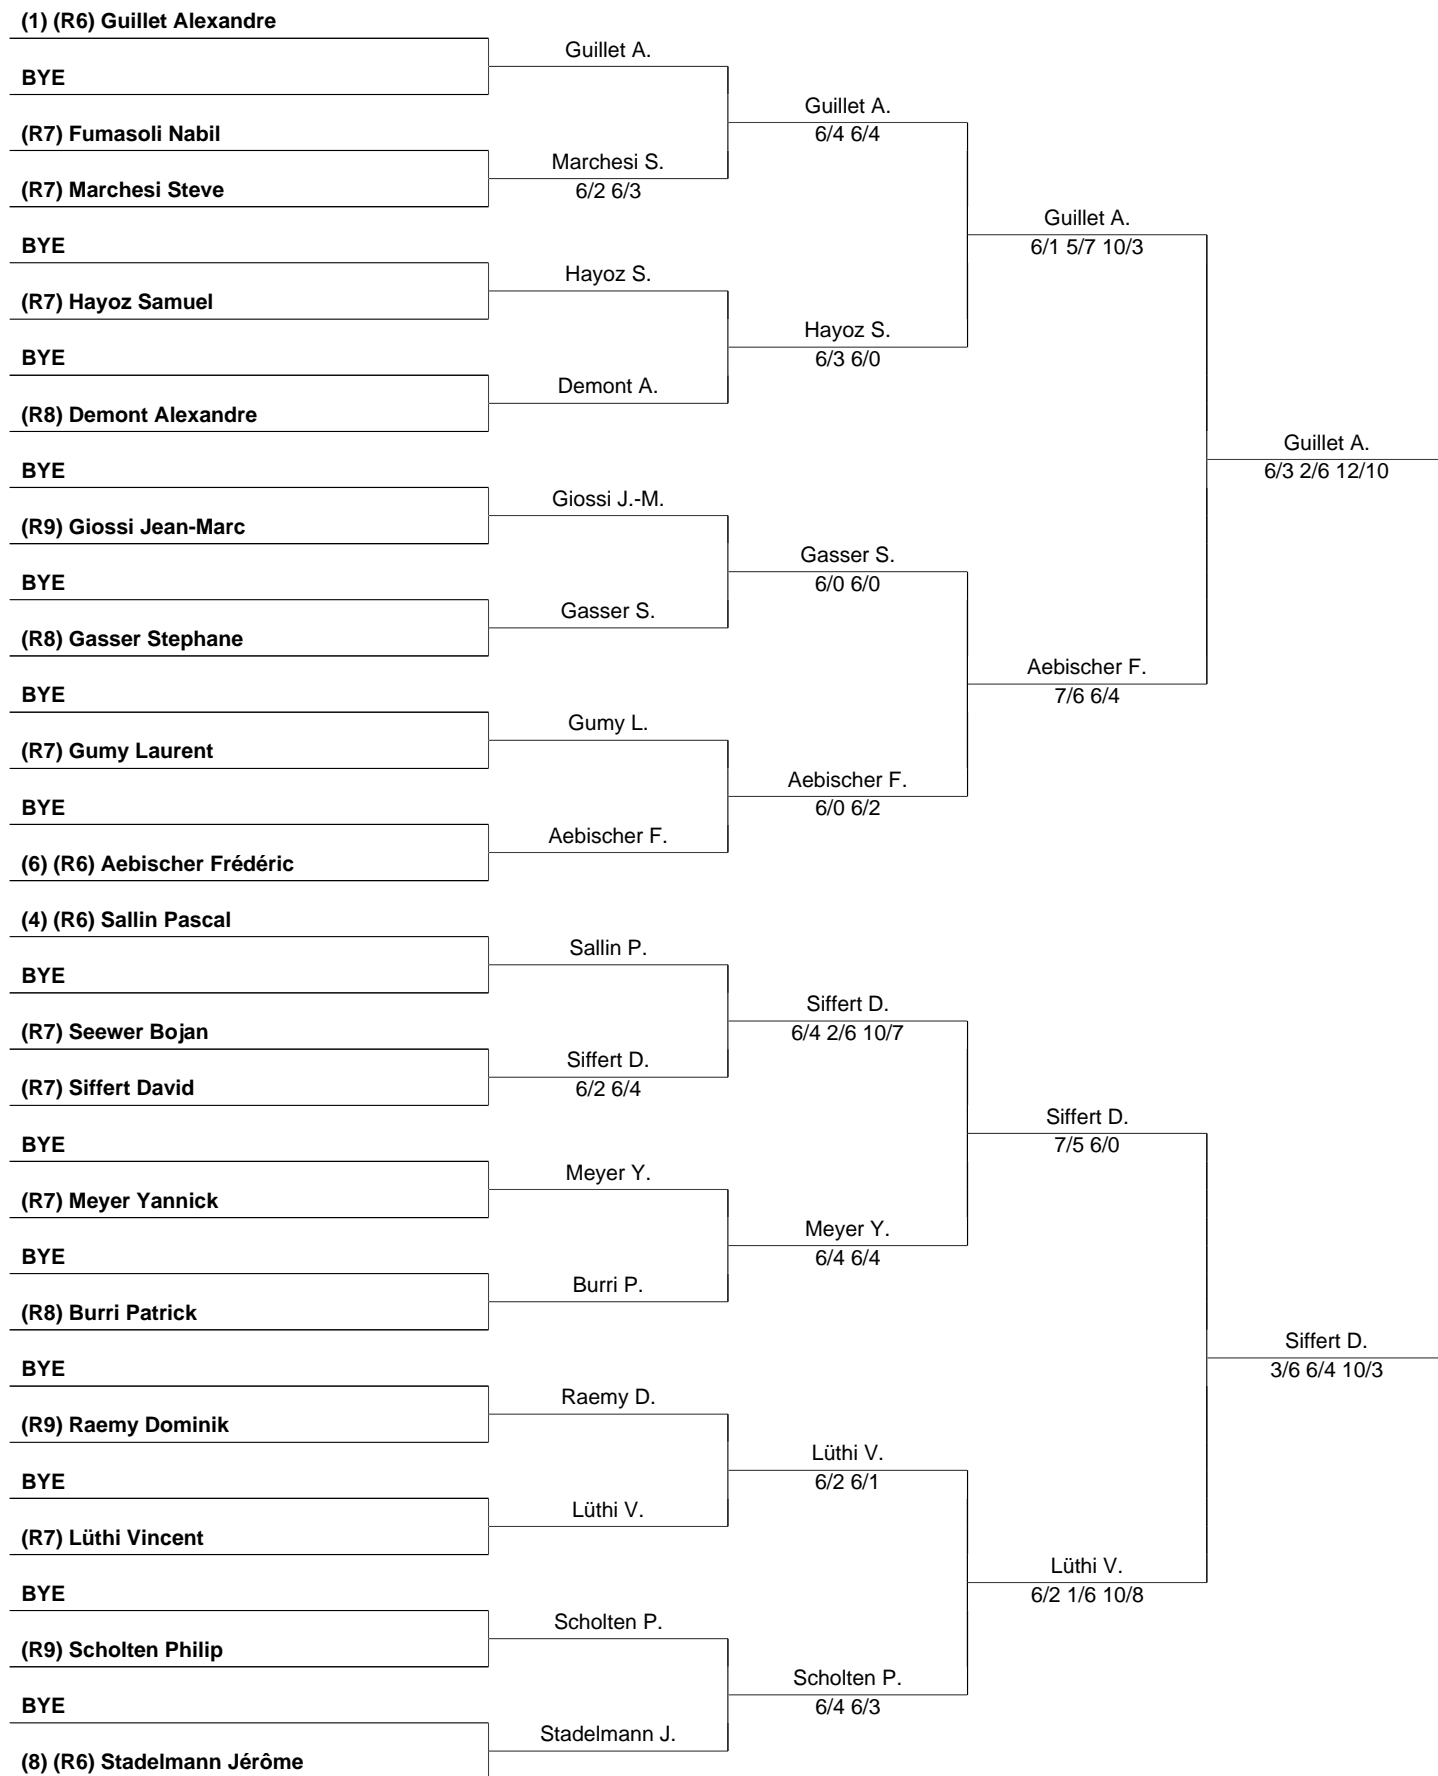 (1) (R6) Guillet Alexandre
BYE
(R7) Fumasoli Nabil
(R7) Marchesi Steve
BYE
(R7) Hayoz Samuel
BYE
(R8) Demont Alexandre
BYE
(R9) Giossi Jean-Marc
BYE
(R8) Gasser Stephane
BYE
(R7) Gumy Laurent
BYE
(6) (R6) Aebischer Frédéric
(4) (R6) Sallin Pascal
BYE
(R7) Seewer Bojan
(R7) Siffert David
BYE
(R7) Meyer Yannick
BYE
(R8) Burri Patrick
BYE
(R9) Raemy Dominik
BYE
(R7) Lüthi Vincent
BYE
(R9) Scholten Philip
BYE
(8) (R6) Stadelmann Jérôme
Guillet A.
Marchesi S.
6/2 6/3
Hayoz S.
Demont A.
Giossi J.-M.
Gasser S.
Gumy L.
Aebischer F.
Sallin P.
Siffert D.
6/2 6/4
Meyer Y.
Burri P.
Raemy D.
Lüthi V.
Scholten P.
Stadelmann J.
Guillet A.
6/4 6/4
Hayoz S.
6/3 6/0
Gasser S.
6/0 6/0
Aebischer F.
6/0 6/2
Siffert D.
6/4 2/6 10/7
Meyer Y.
6/4 6/4
Lüthi V.
6/2 6/1
Scholten P.
6/4 6/3
Guillet A.
6/1 5/7 10/3
Aebischer F.
7/6 6/4
Siffert D.
7/5 6/0
Lüthi V.
6/2 1/6 10/8
Guillet A.
6/3 2/6 12/10
Siffert D.
3/6 6/4 10/3